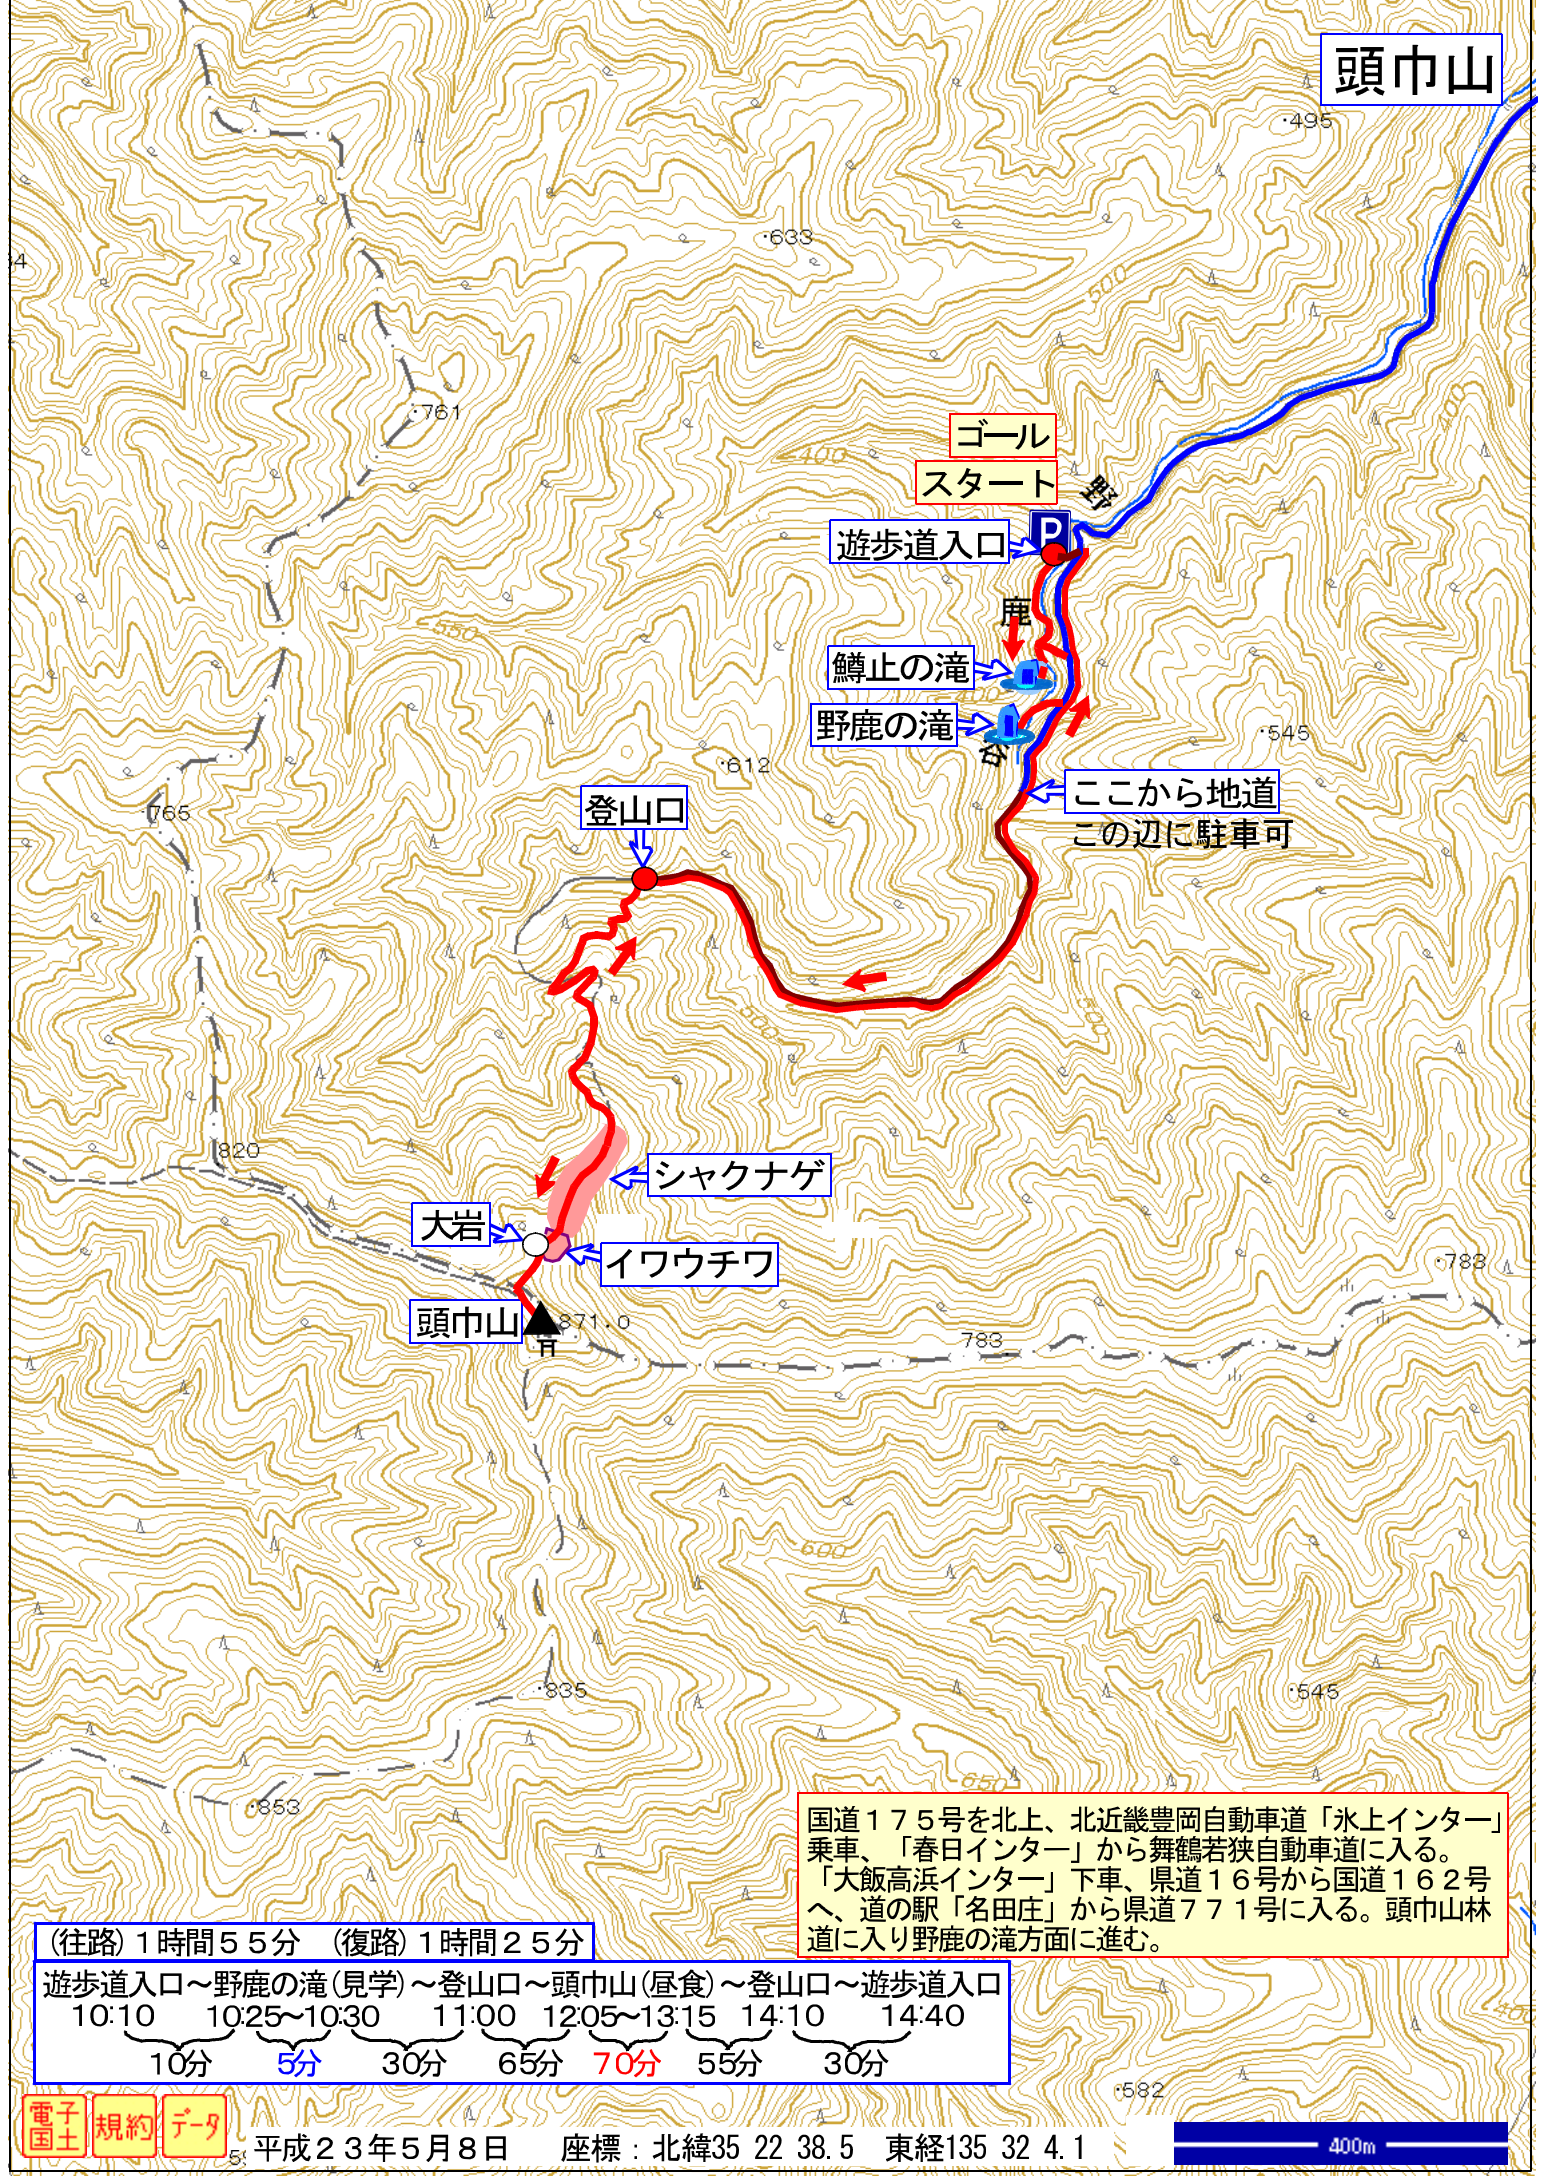 頭巾山
・495
・633
500
・761
400
ゴール
400
スタート
野
P
遊歩道入口
鹿
550
鱒止の滝
400
野鹿の滝
谷
・545
・612
ここから地道
この辺に駐車可
・765
登山口
500
500
820
シャクナゲ
大岩
イワウチワ
・783
頭巾山
871.0
783
600
・835
・545
650
・853
国道175号を北上、北近畿豊岡自動車道「氷上インター」
乗車、「春日インター」から舞鶴若狭自動車道に入る。
「大飯高浜インター」下車、県道16号から国道162号
へ、道の駅「名田庄」から県道771号に入る。頭巾山林
道に入り野鹿の滝方面に進む。
(往路)1時間55分 (復路)1時間25分
遊歩道入口~野鹿の滝(見学)~登山口~頭巾山(昼食)~登山口~遊歩道入口
10:10 10:25~10:30 11:00 12:05~13:15 14:10 14:40
10分 5分 30分 65分 70分 55分 30分
400
・582
電子国土 規約 データ
平成23年5月8日 座標:北緯35 22 38.5 東経135 32 4.1
400m